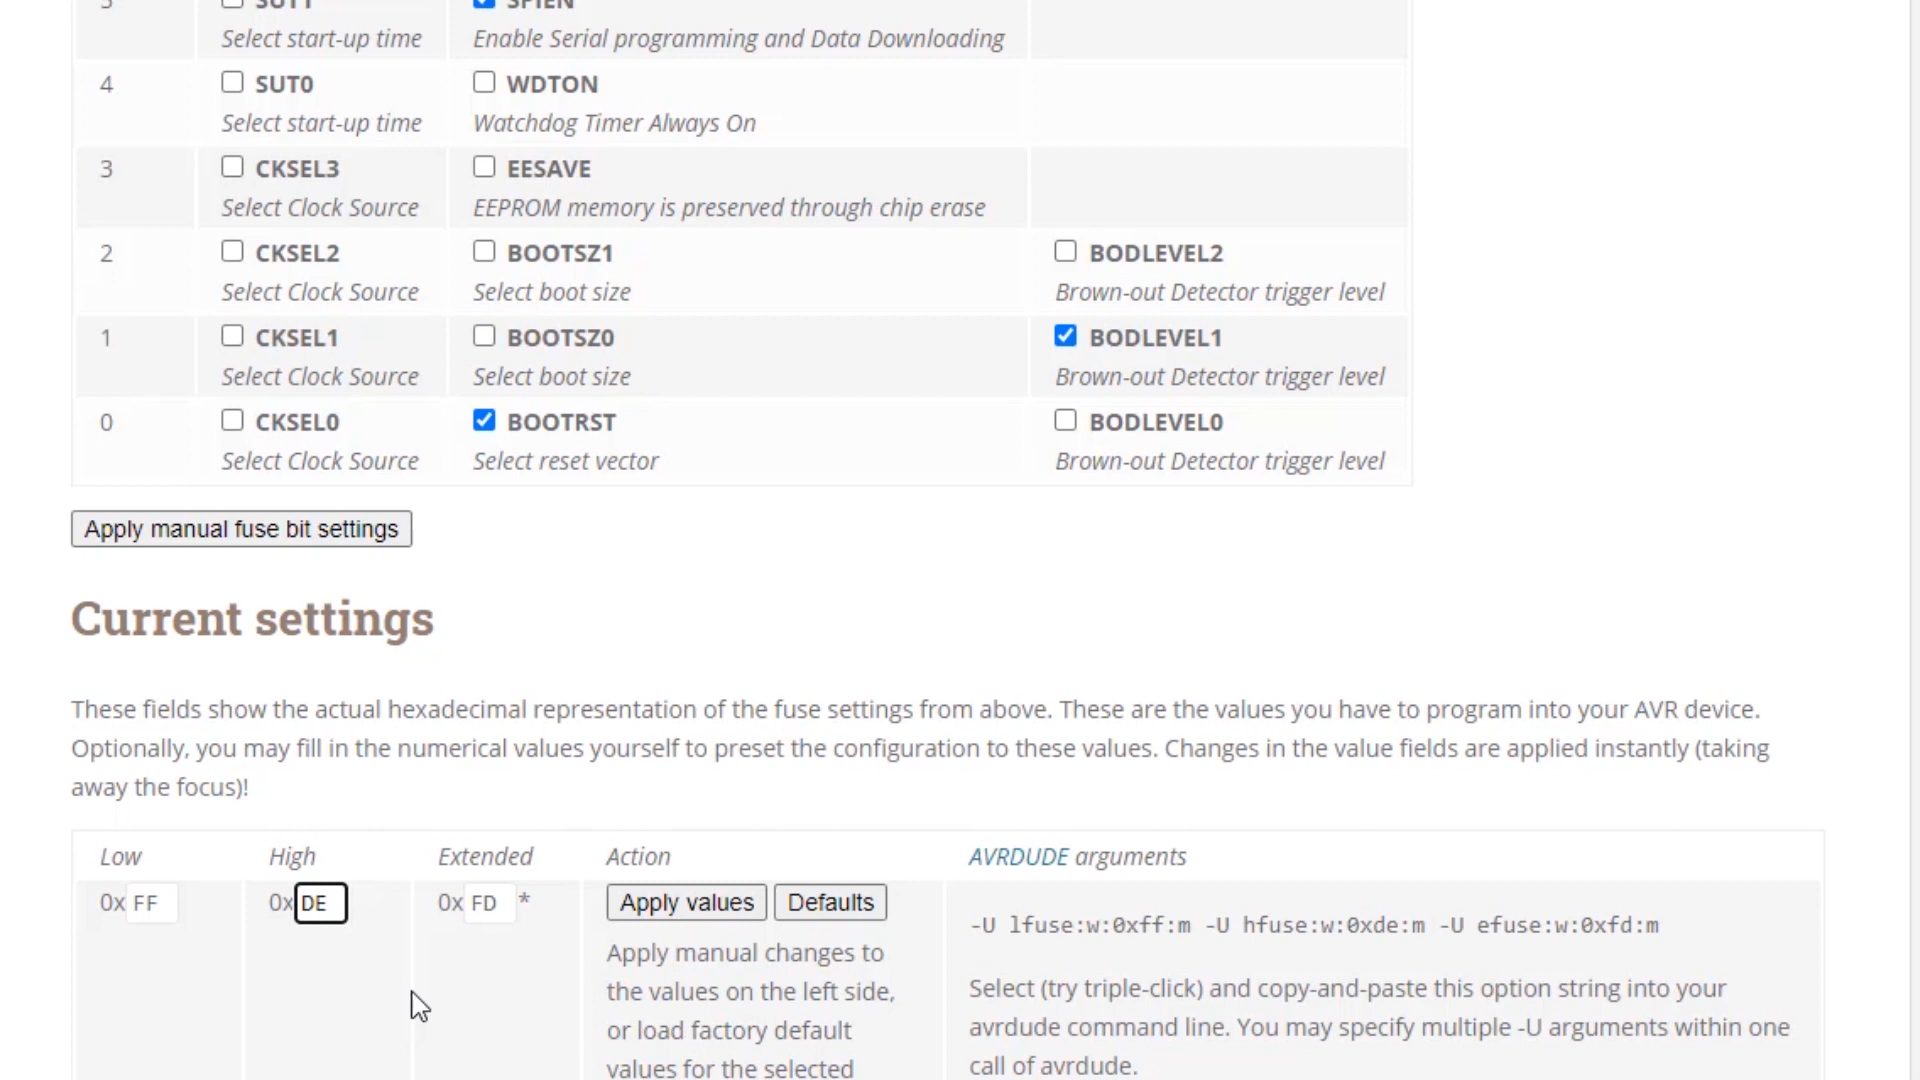 5 SUT1 SPIEN
Select start-up time Enable Serial programming and Data Downloading
4 SUT0 WDTON
Select start-up time Watchdog Timer Always On
3 CKSEL3 EESAVE
Select Clock Source EEPROM memory is preserved through chip erase
2 CKSEL2 BOOTSZ1 BODLEVEL2
Select Clock Source Select boot size Brown-out Detector trigger level
1 CKSEL1 BOOTSZ0 BODLEVEL1
Select Clock Source Select boot size Brown-out Detector trigger level
0 CKSEL0 BOOTRST BODLEVEL0
Select Clock Source Select reset vector Brown-out Detector trigger level
Apply manual fuse bit settings
Current settings
These fields show the actual hexadecimal representation of the fuse settings from above. These are the values you have to program into your AVR device.
Optionally, you may fill in the numerical values yourself to preset the configuration to these values. Changes in the value fields are applied instantly (taking
away the focus)!
Low High Extended Action AVRDUDE arguments
0x FF 0x DE 0x FD * Apply values Defaults
-U lfuse:w:0xff:m -U hfuse:w:0xde:m -U efuse:w:0xfd:m
Apply manual changes to
the values on the left side,
or load factory default
values for the selected
Select (try triple-click) and copy-and-paste this option string into your
avrdude command line. You may specify multiple -U arguments within one
call of avrdude.